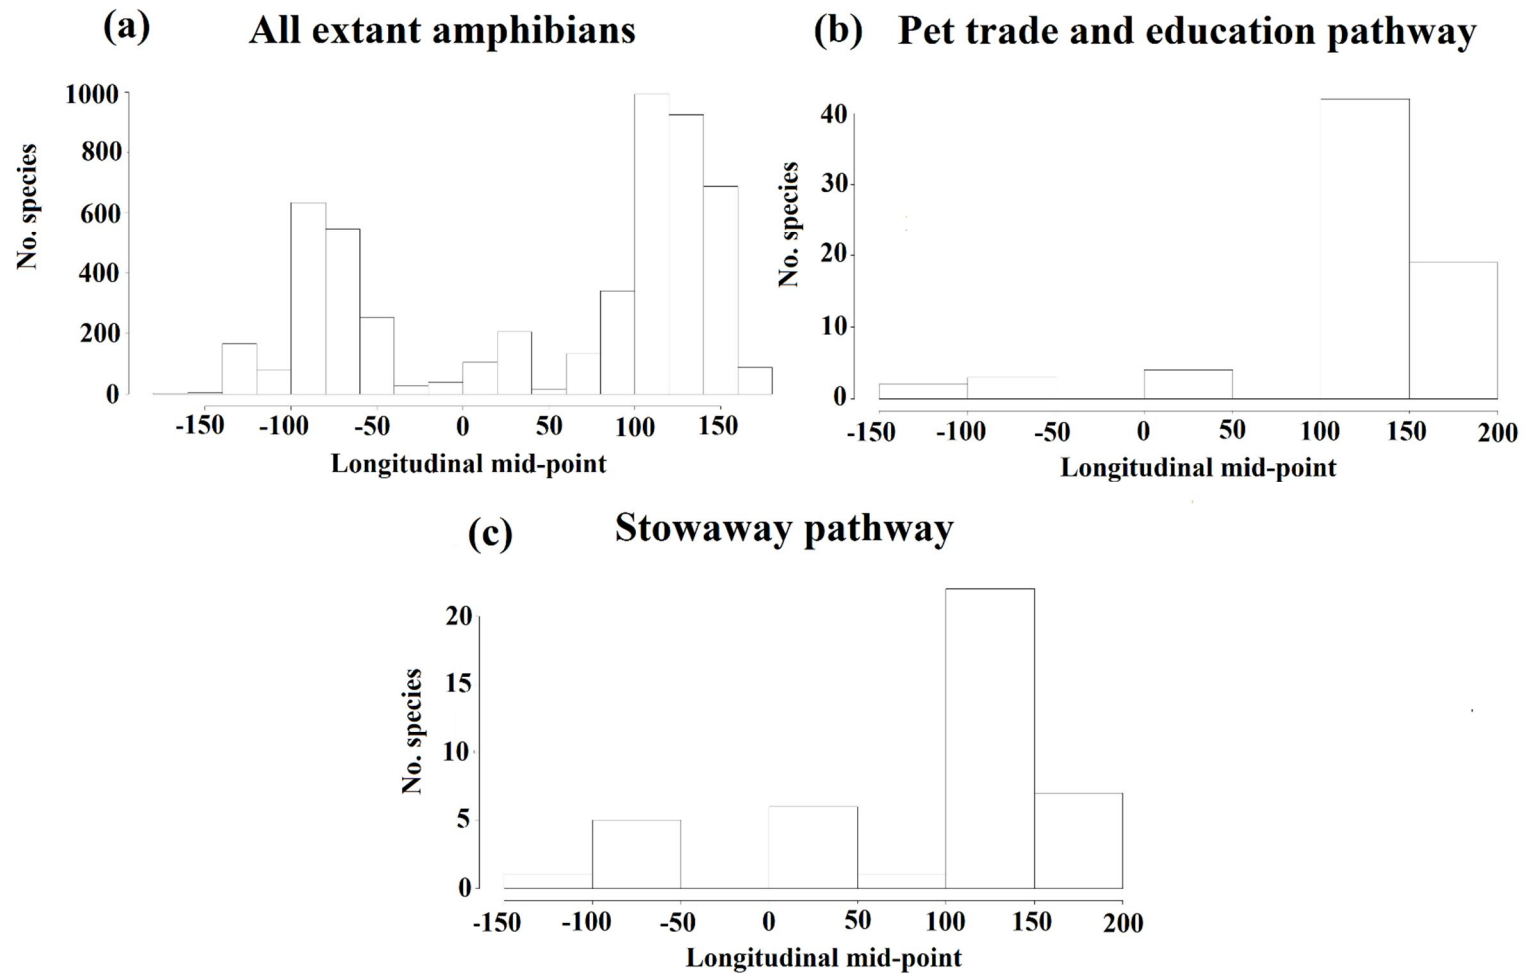 (a) All extant amphibians
No. species
1000
800
600
400
200
0
-150 -100 -50 0 50 100 150
Longitudinal mid-point
(b) Pet trade and education pathway
No. species
40
30
20
10
0
-150 -100 -50 0 50 100 150 200
Longitudinal mid-point
(c) Stowaway pathway
No. species
20
15
10
5
0
-150 -100 -50 0 50 100 150 200
Longitudinal mid-point